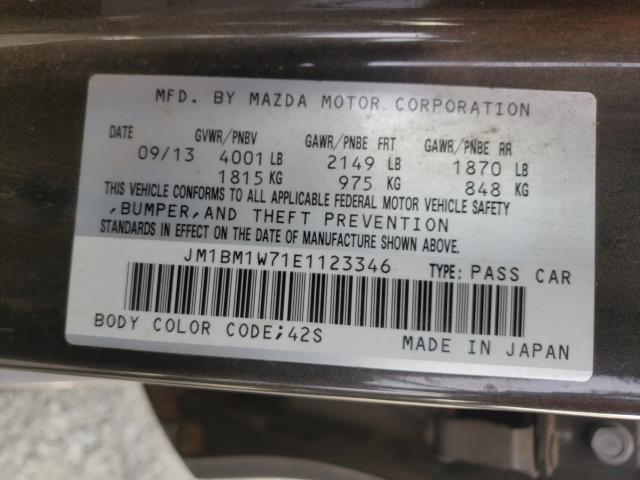 MFD. BY MAZDA MOTOR CORPORATION
DATE GVWR/PNBV GAWR/PNBE FRT GAWR/PNBE RR
09/13 4001 LB 2149 LB 1870 LB
1815 KG 975 KG 848 KG
THIS VEHICLE CONFORMS TO ALL APPLICABLE FEDERAL MOTOR VEHICLE SAFETY
,BUMPER,AND THEFT PREVENTION
STANDARDS IN EFFECT ON THE DATE OF MANUFACTURE SHOWN ABOVE.
JM1BM1W71E1123346 TYPE: PASS CAR
BODY COLOR CODE;42S MADE IN JAPAN